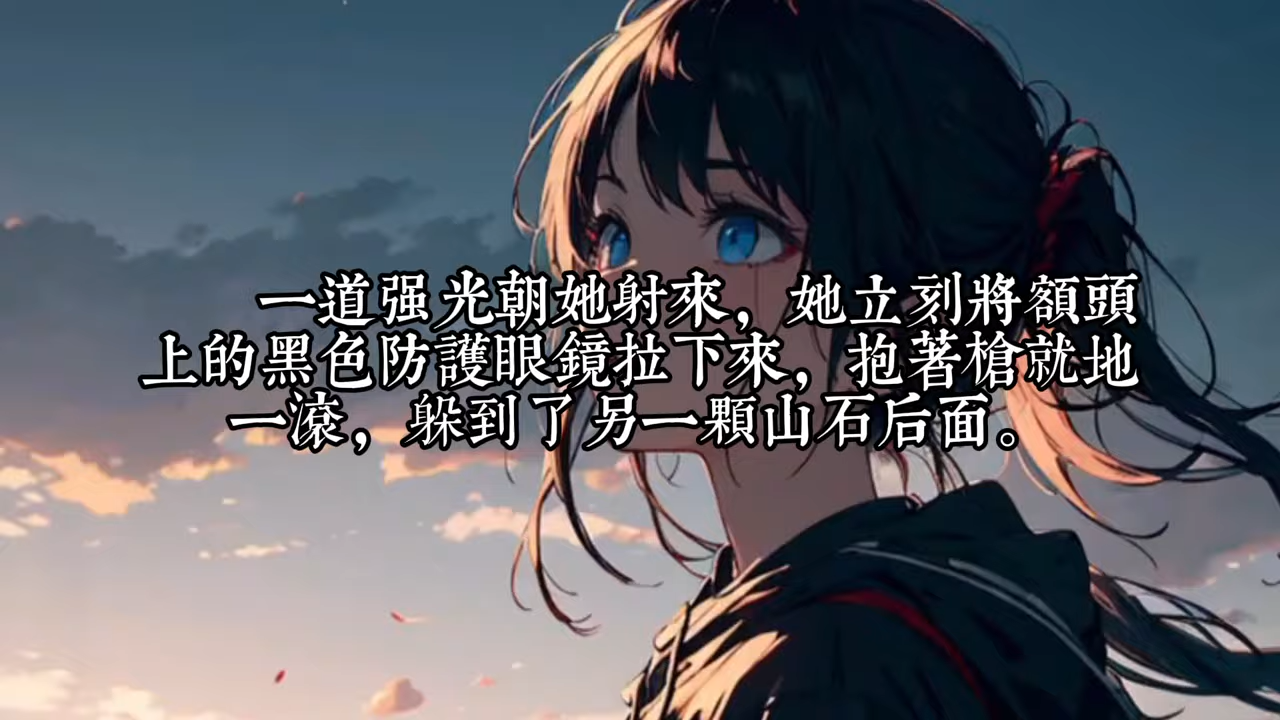 一道强光朝她射來，她立刻將額頭
上的黑色防護眼鏡拉下來，抱著槍就地
一滾，躲到了另一顆山石后面。